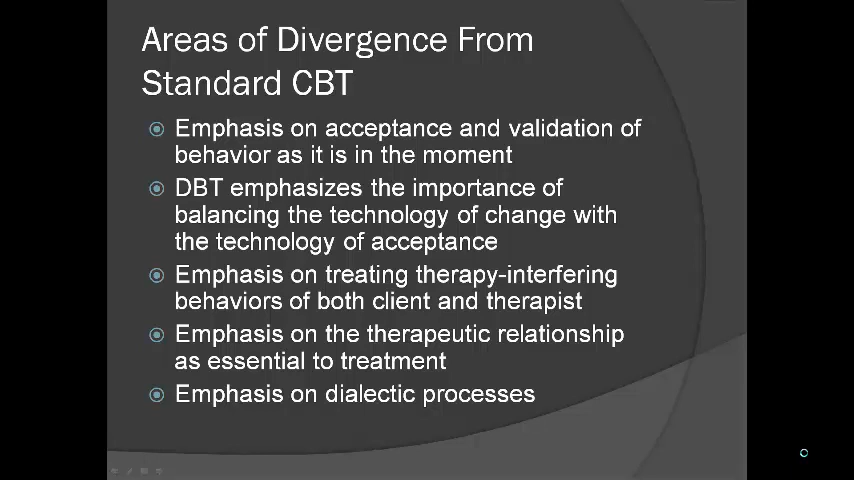 Areas of Divergence From
Standard CBT
Emphasis on acceptance and validation of
behavior as it is in the moment
DBT emphasizes the importance of
balancing the technology of change with
the technology of acceptance
Emphasis on treating therapy-interfering
behaviors of both client and therapist
Emphasis on the therapeutic relationship
as essential to treatment
Emphasis on dialectic processes